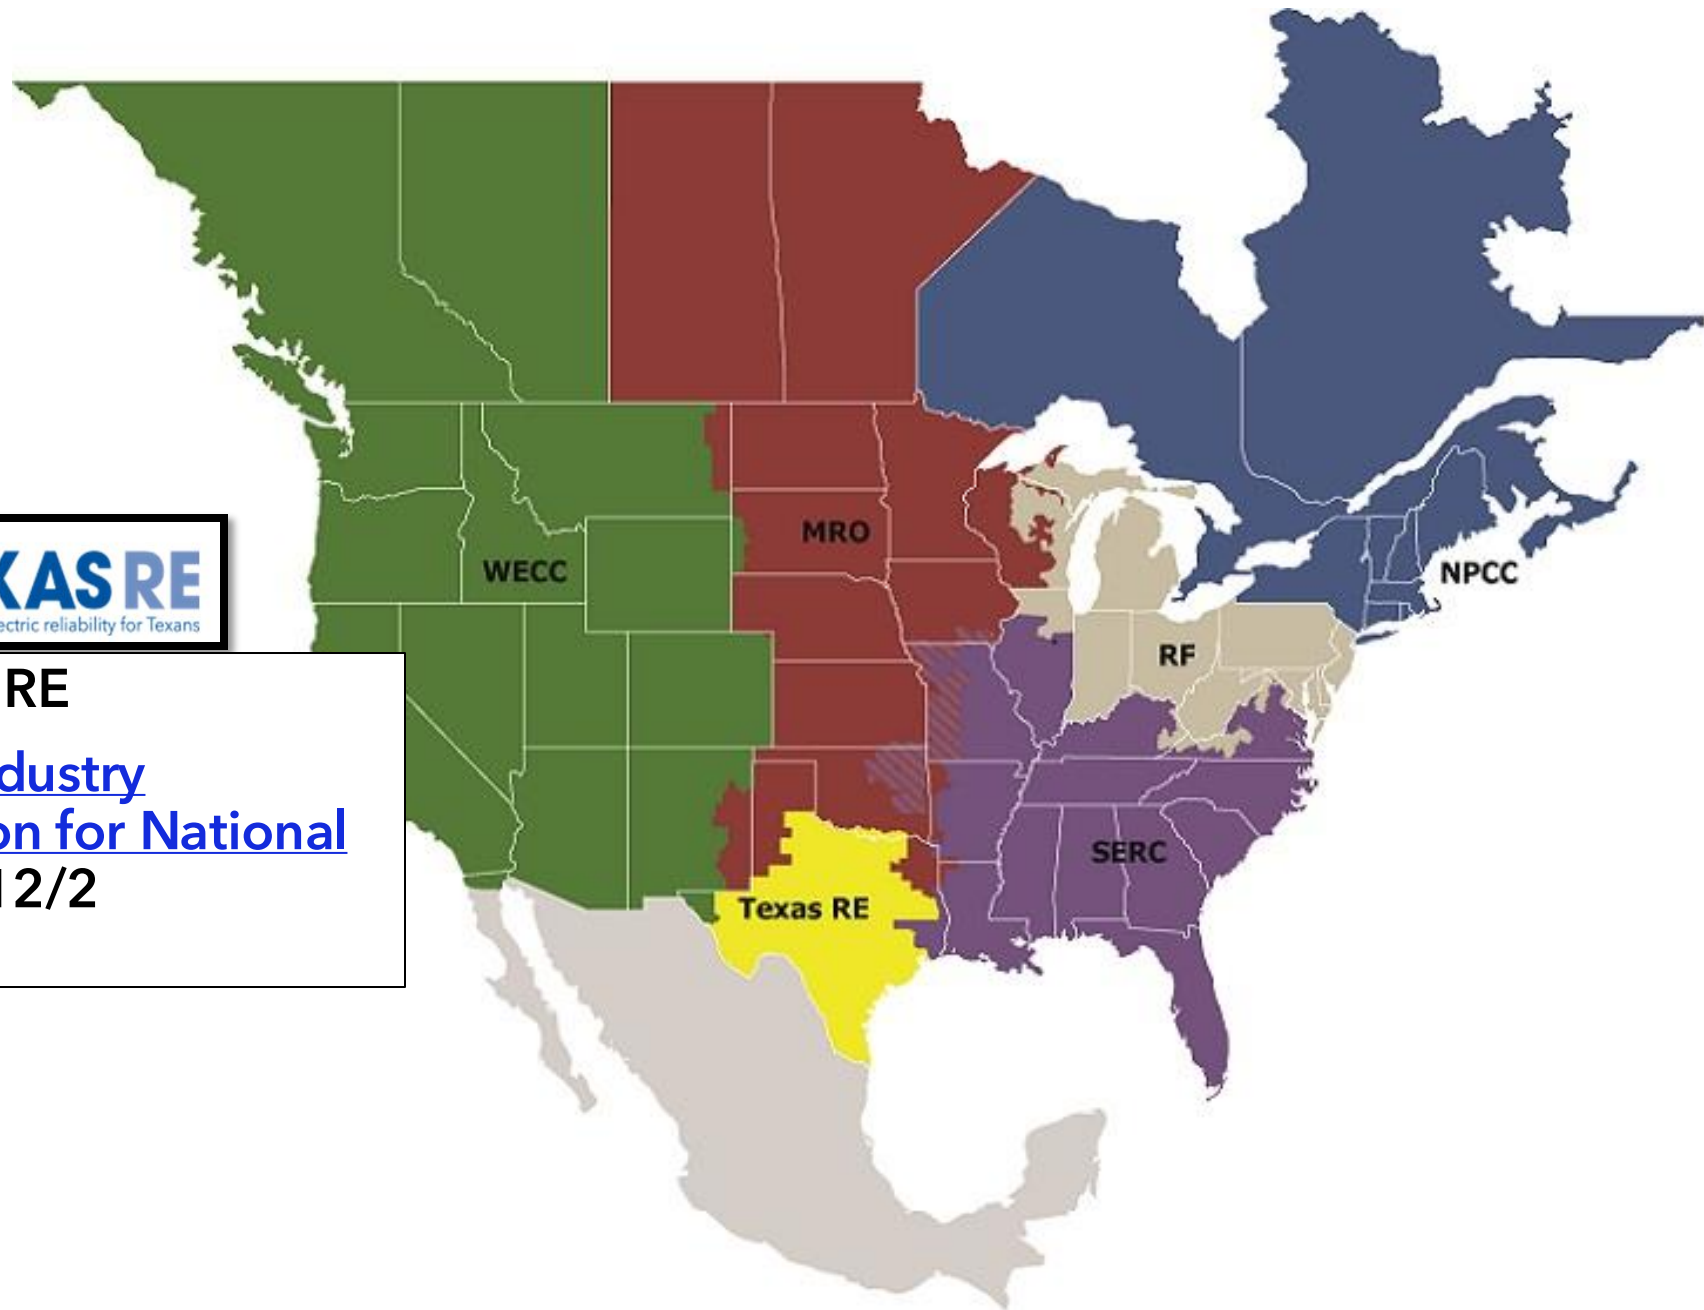 MRO
WECC
NPCC
RF
SERC
Texas RE
XAS RE
ectric reliability for Texans
RE
dustry
on for National
12/2